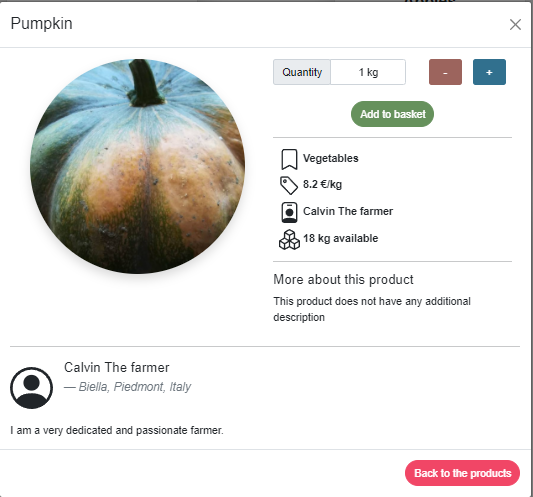 Pumpkin
Quantity 1 kg - +
Add to basket
Vegetables
8.2 €/kg
Calvin The farmer
18 kg available
More about this product
This product does not have any additional
description
Calvin The farmer
— Biella, Piedmont, Italy
I am a very dedicated and passionate farmer.
Back to the products